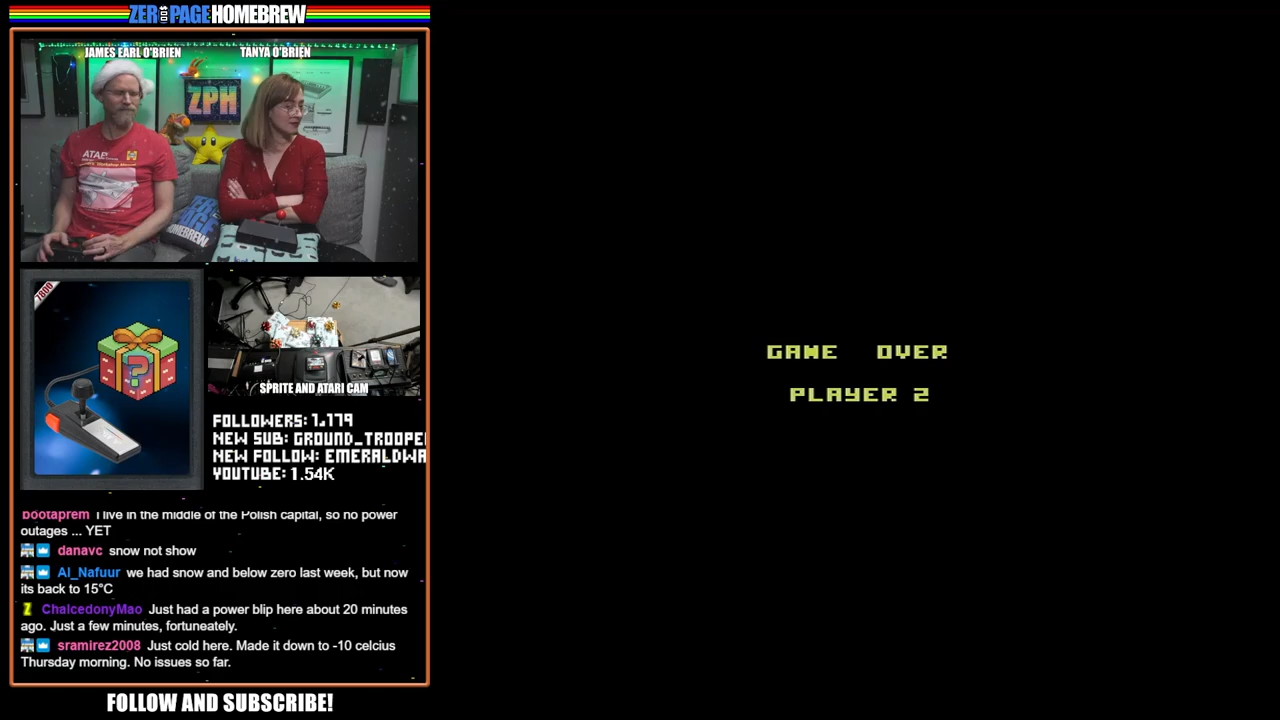 ZERO PAGE HOMEBREW
JAMES EARL O'BRIEN
TANYA O'BRIEN
ZPH
ATARI
ZERO
PAGE
HOMEBREW
7800
?
SPRITE AND ATARI CAM
FOLLOWERS: 1,179
NEW SUB: GROUND_TROOPE
NEW FOLLOW: EMERALDWA
YOUTUBE: 1.54K
bootaprem I live in the middle of the Polish capital, so no power
outages ... YET
danavc snow not show
Al_Nafuur we had snow and below zero last week, but now
its back to 15°C
ChalcedonyMao Just had a power blip here about 20 minutes
ago. Just a few minutes, fortuneately.
sramirez2008 Just cold here. Made it down to -10 celcius
Thursday morning. No issues so far.
FOLLOW AND SUBSCRIBE!
GAME OVER
PLAYER 2